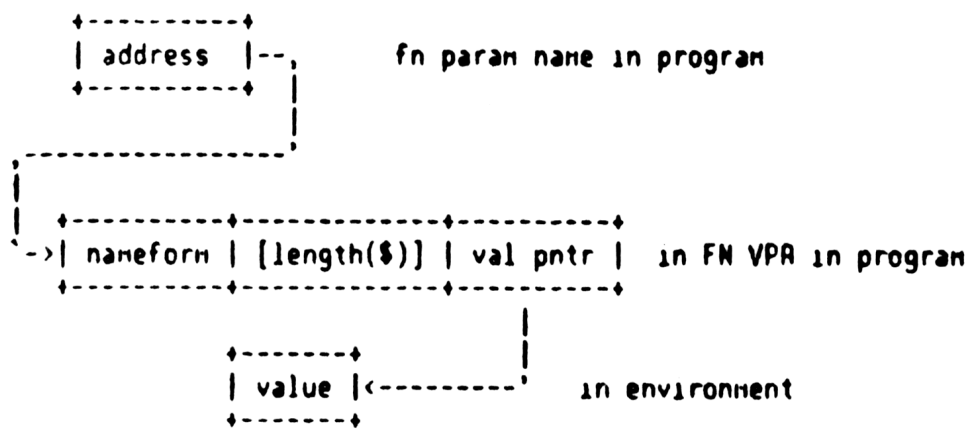 address
fn param name in program
nameform [length($)] val pntr in FN VPA in program
value in environment